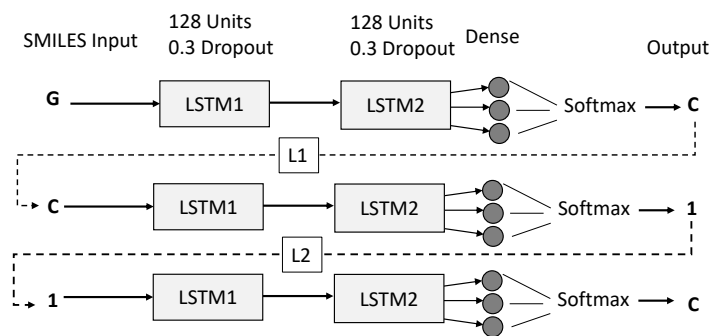 SMILES Input
128 Units
0.3 Dropout
128 Units
0.3 Dropout
Dense
Output
G
LSTM1
LSTM2
Softmax
C
L1
C
LSTM1
LSTM2
Softmax
1
L2
1
LSTM1
LSTM2
Softmax
C